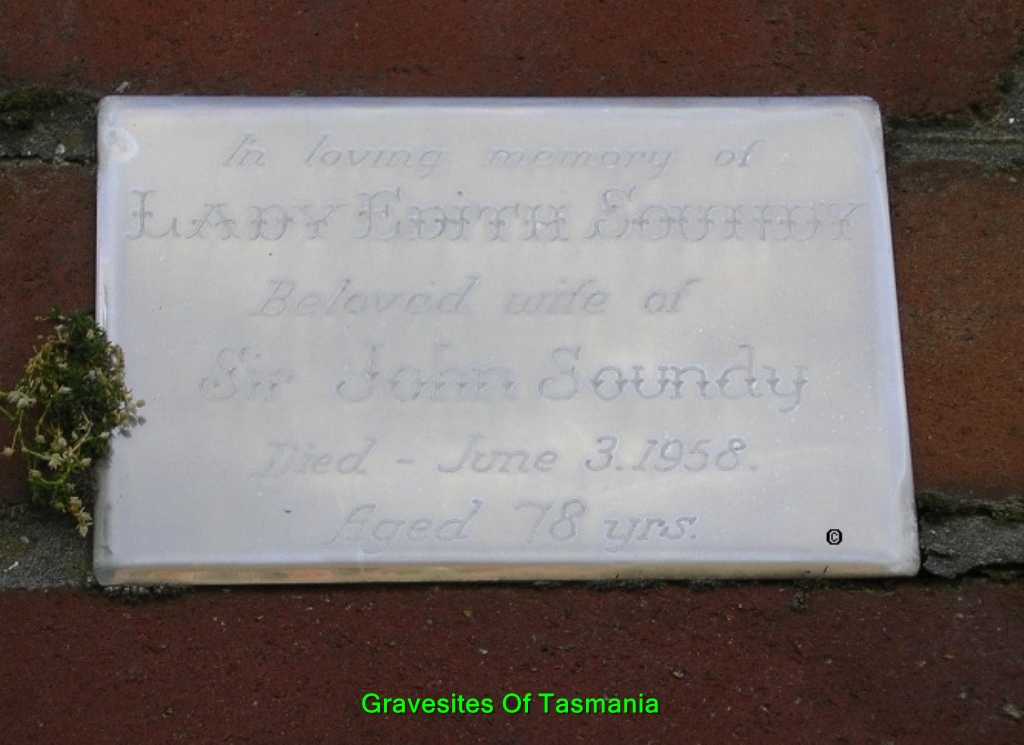 In loving memory of
LADY EDITH SOUNDY
Beloved wife of
Sir John Soundy
Died - June 3. 1958.
Aged 78 yrs.
©
Gravesites Of Tasmania